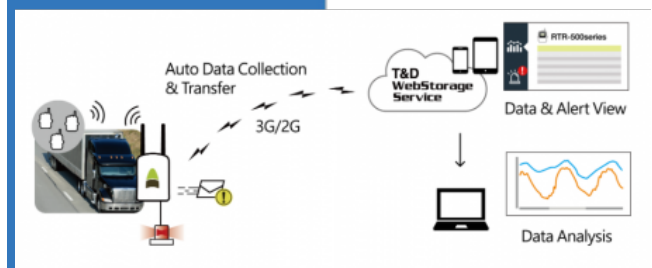 Auto Data Collection
& Transfer
3G/2G
T&D
WebStorage
Service
RTR-500series
Data & Alert View
Data Analysis